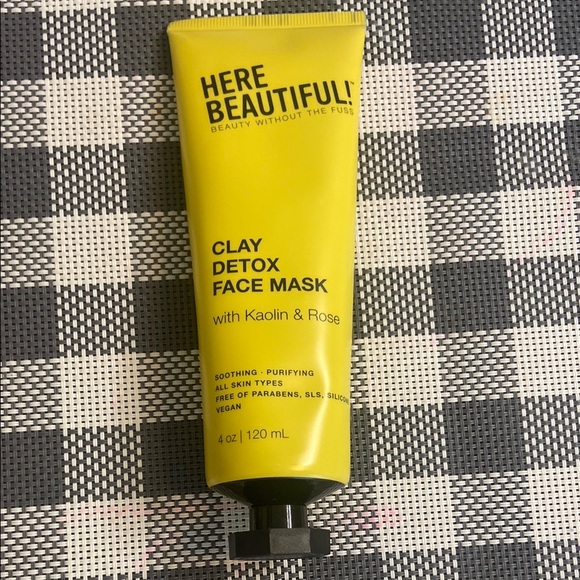 HERE
BEAUTIFUL!™
BEAUTY WITHOUT THE FUSS
CLAY
DETOX
FACE MASK
with Kaolin & Rose
SOOTHING · PURIFYING
ALL SKIN TYPES
FREE OF PARABENS, SLS, SILICONE
VEGAN
4 oz | 120 mL